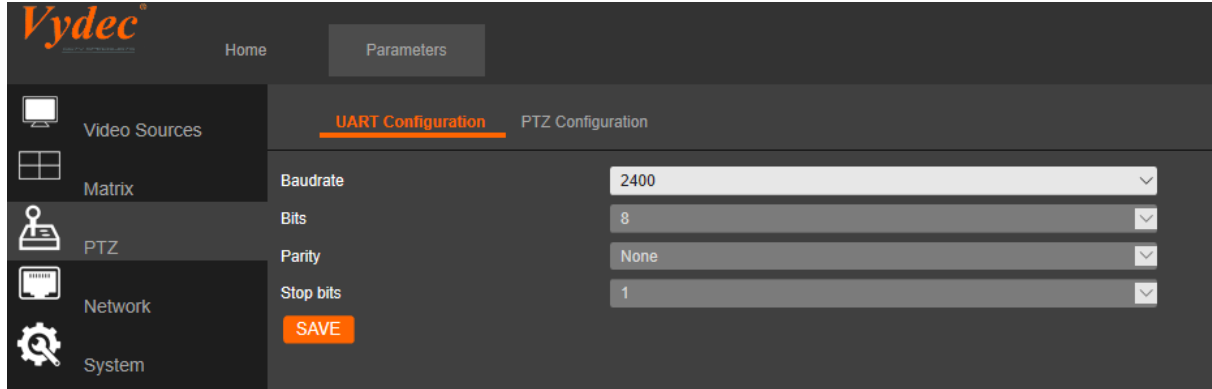 Vydec®
Home
Parameters
Video Sources
Matrix
PTZ
Network
System
UART Configuration
PTZ Configuration
Baudrate
2400
Bits
8
Parity
None
Stop bits
1
SAVE